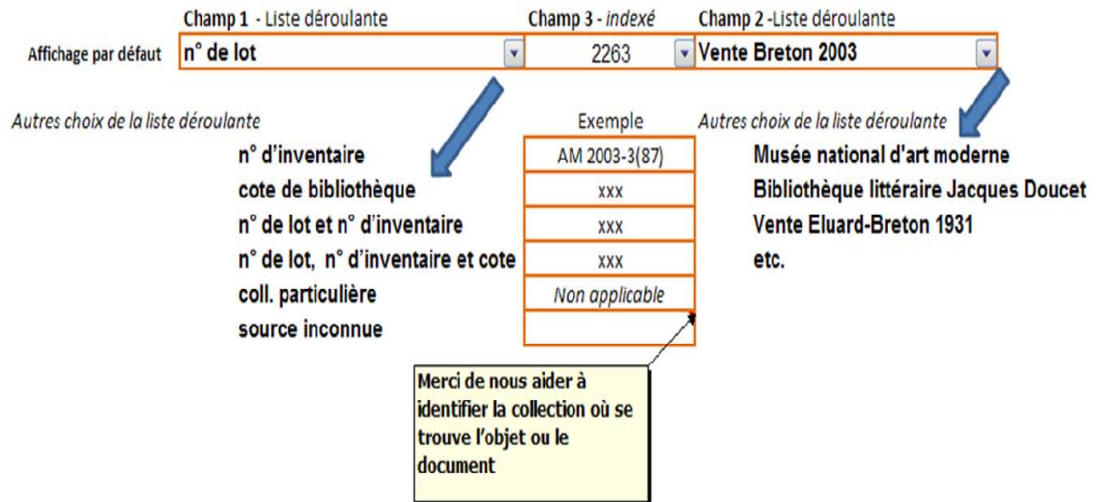 Champ 1 - Liste déroulante Champ 3 - indexé Champ 2 -Liste déroulante
Affichage par défaut n° de lot 2263 Vente Breton 2003
Autres choix de la liste déroulante Exemple Autres choix de la liste déroulante
n° d'inventaire AM 2003-3(87) Musée national d'art moderne
cote de bibliothèque xxx Bibliothèque littéraire Jacques Doucet
n° de lot et n° d'inventaire xxx Vente Eluard-Breton 1931
n° de lot, n° d'inventaire et cote xxx etc.
coll. particulière Non applicable
source inconnue
Merci de nous aider à
identifier la collection où se
trouve l'objet ou le
document